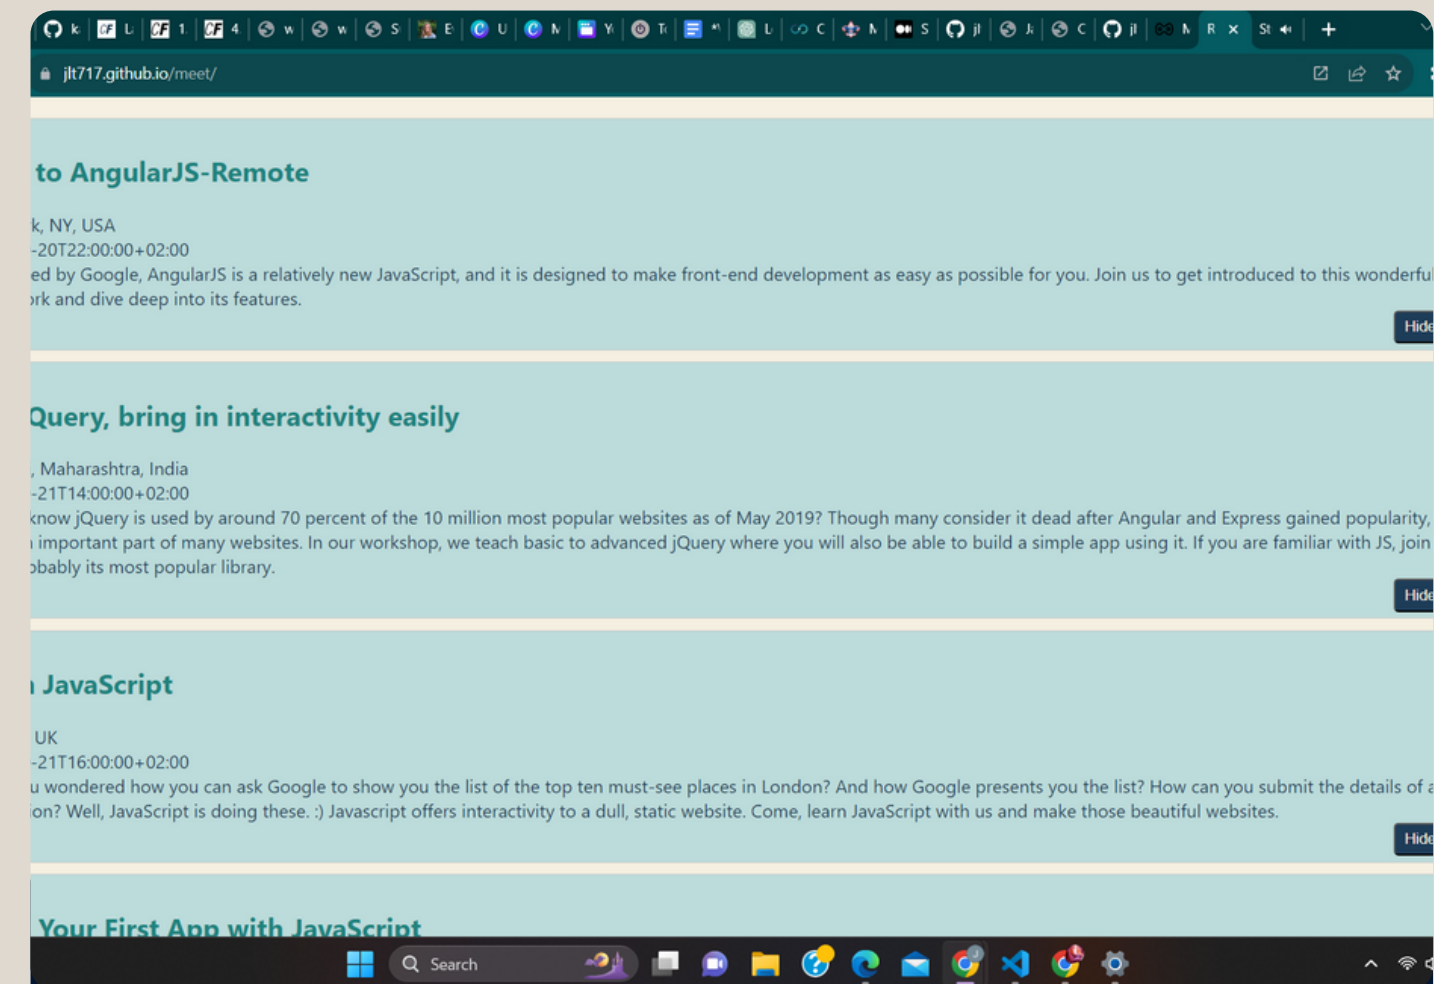 k L 1. 4 w w S E U M Y T L C M S jl J C jl M R St
jlt717.github.io/meet/
to AngularJS-Remote
k, NY, USA
-20T22:00:00+02:00
ed by Google, AngularJS is a relatively new JavaScript, and it is designed to make front-end development as easy as possible for you. Join us to get introduced to this wonderful
ork and dive deep into its features.
Hide
Query, bring in interactivity easily
, Maharashtra, India
-21T14:00:00+02:00
know jQuery is used by around 70 percent of the 10 million most popular websites as of May 2019? Though many consider it dead after Angular and Express gained popularity,
important part of many websites. In our workshop, we teach basic to advanced jQuery where you will also be able to build a simple app using it. If you are familiar with JS, join
obably its most popular library.
Hide
JavaScript
UK
-21T16:00:00+02:00
u wondered how you can ask Google to show you the list of the top ten must-see places in London? And how Google presents you the list? How can you submit the details of a
ion? Well, JavaScript is doing these. :) Javascript offers interactivity to a dull, static website. Come, learn JavaScript with us and make those beautiful websites.
Hide
Your First App with JavaScript
Search